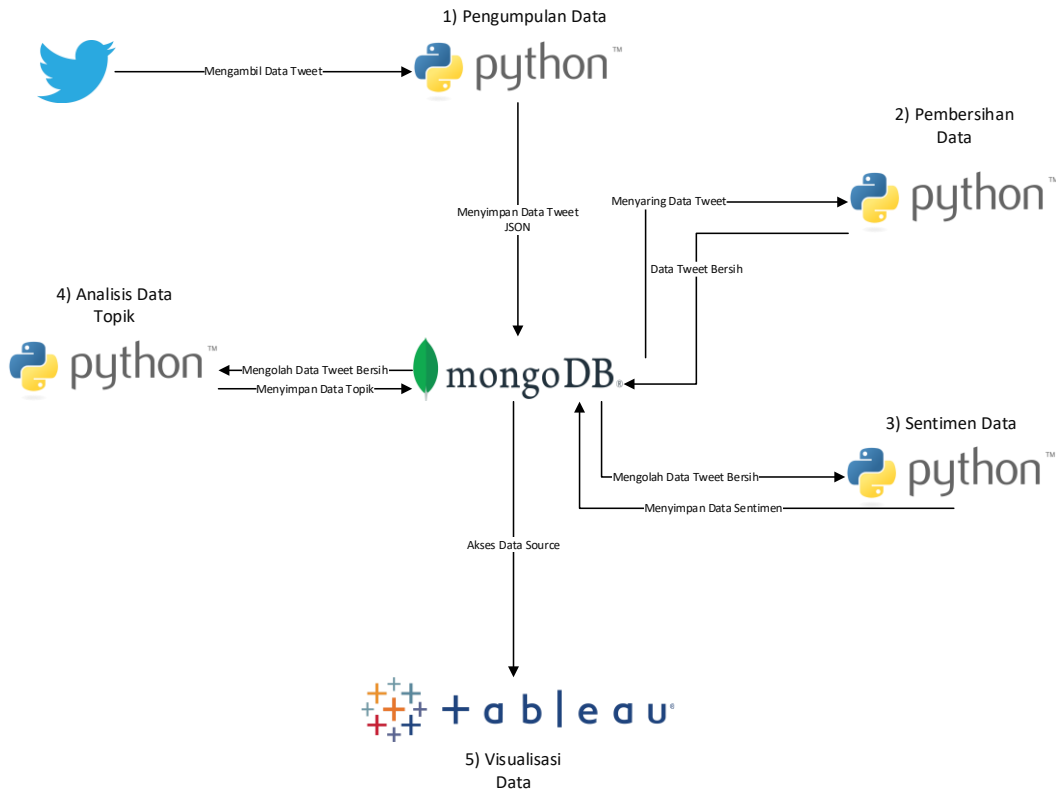 1) Pengumpulan Data
Mengambil Data Tweet
python™
2) Pembersihan
Data
Menyaring Data Tweet
python™
Menyimpan Data Tweet
JSON
Data Tweet Bersih
4) Analisis Data
Topik
python™
Mengolah Data Tweet Bersih
Menyimpan Data Topik
mongoDB®
3) Sentimen Data
Mengolah Data Tweet Bersih
python™
Menyimpan Data Sentimen
Akses Data Source
+ a b l e a u®
5) Visualisasi
Data